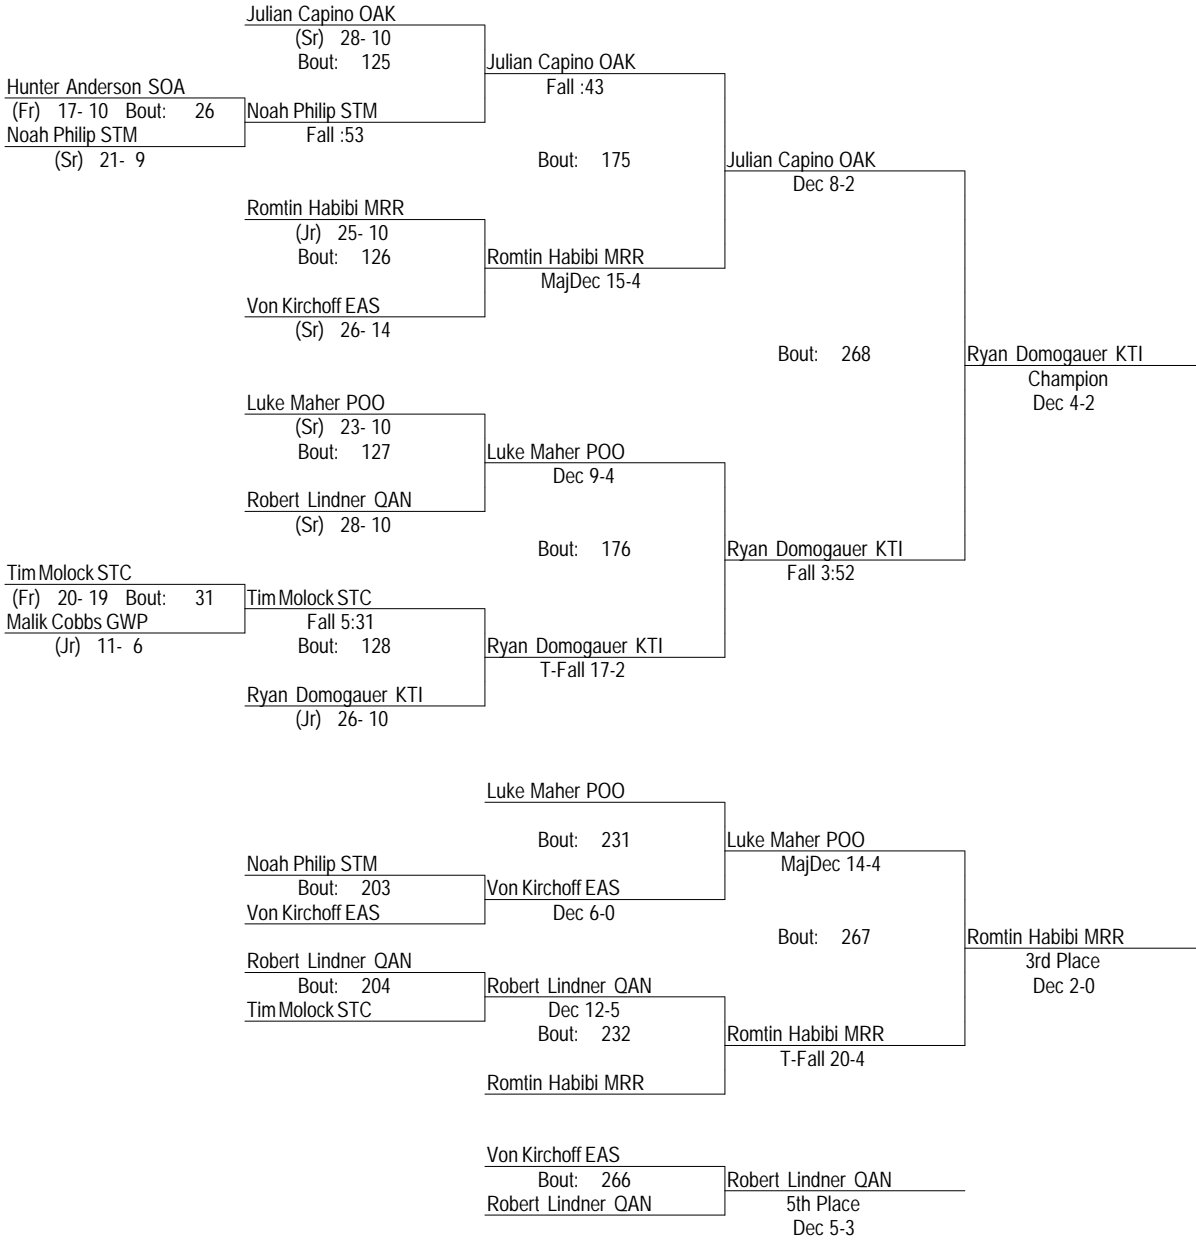 Julian Capino OAK
(Sr) 28- 10
Bout: 125
Julian Capino OAK
Fall :43
Hunter Anderson SOA
(Fr) 17- 10 Bout: 26
Noah Philip STM
Noah Philip STM
Fall :53
(Sr) 21- 9
Bout: 175
Julian Capino OAK
Dec 8-2
Romtin Habibi MRR
(Jr) 25- 10
Bout: 126
Romtin Habibi MRR
MajDec 15-4
Von Kirchoff EAS
(Sr) 26- 14
Bout: 268
Ryan Domogauer KTI
Champion
Dec 4-2
Luke Maher POO
(Sr) 23- 10
Bout: 127
Luke Maher POO
Dec 9-4
Robert Lindner QAN
(Sr) 28- 10
Bout: 176
Ryan Domogauer KTI
Fall 3:52
Tim Molock STC
(Fr) 20- 19 Bout: 31
Malik Cobbs GWP
(Jr) 11- 6
Tim Molock STC
Fall 5:31
Bout: 128
Ryan Domogauer KTI
T-Fall 17-2
Ryan Domogauer KTI
(Jr) 26- 10
Luke Maher POO
Bout: 231
Luke Maher POO
MajDec 14-4
Noah Philip STM
Bout: 203
Von Kirchoff EAS
Von Kirchoff EAS
Dec 6-0
Bout: 267
Romtin Habibi MRR
3rd Place
Dec 2-0
Robert Lindner QAN
Bout: 204
Tim Molock STC
Robert Lindner QAN
Dec 12-5
Bout: 232
Romtin Habibi MRR
T-Fall 20-4
Romtin Habibi MRR
Von Kirchoff EAS
Bout: 266
Robert Lindner QAN
Robert Lindner QAN
5th Place
Dec 5-3